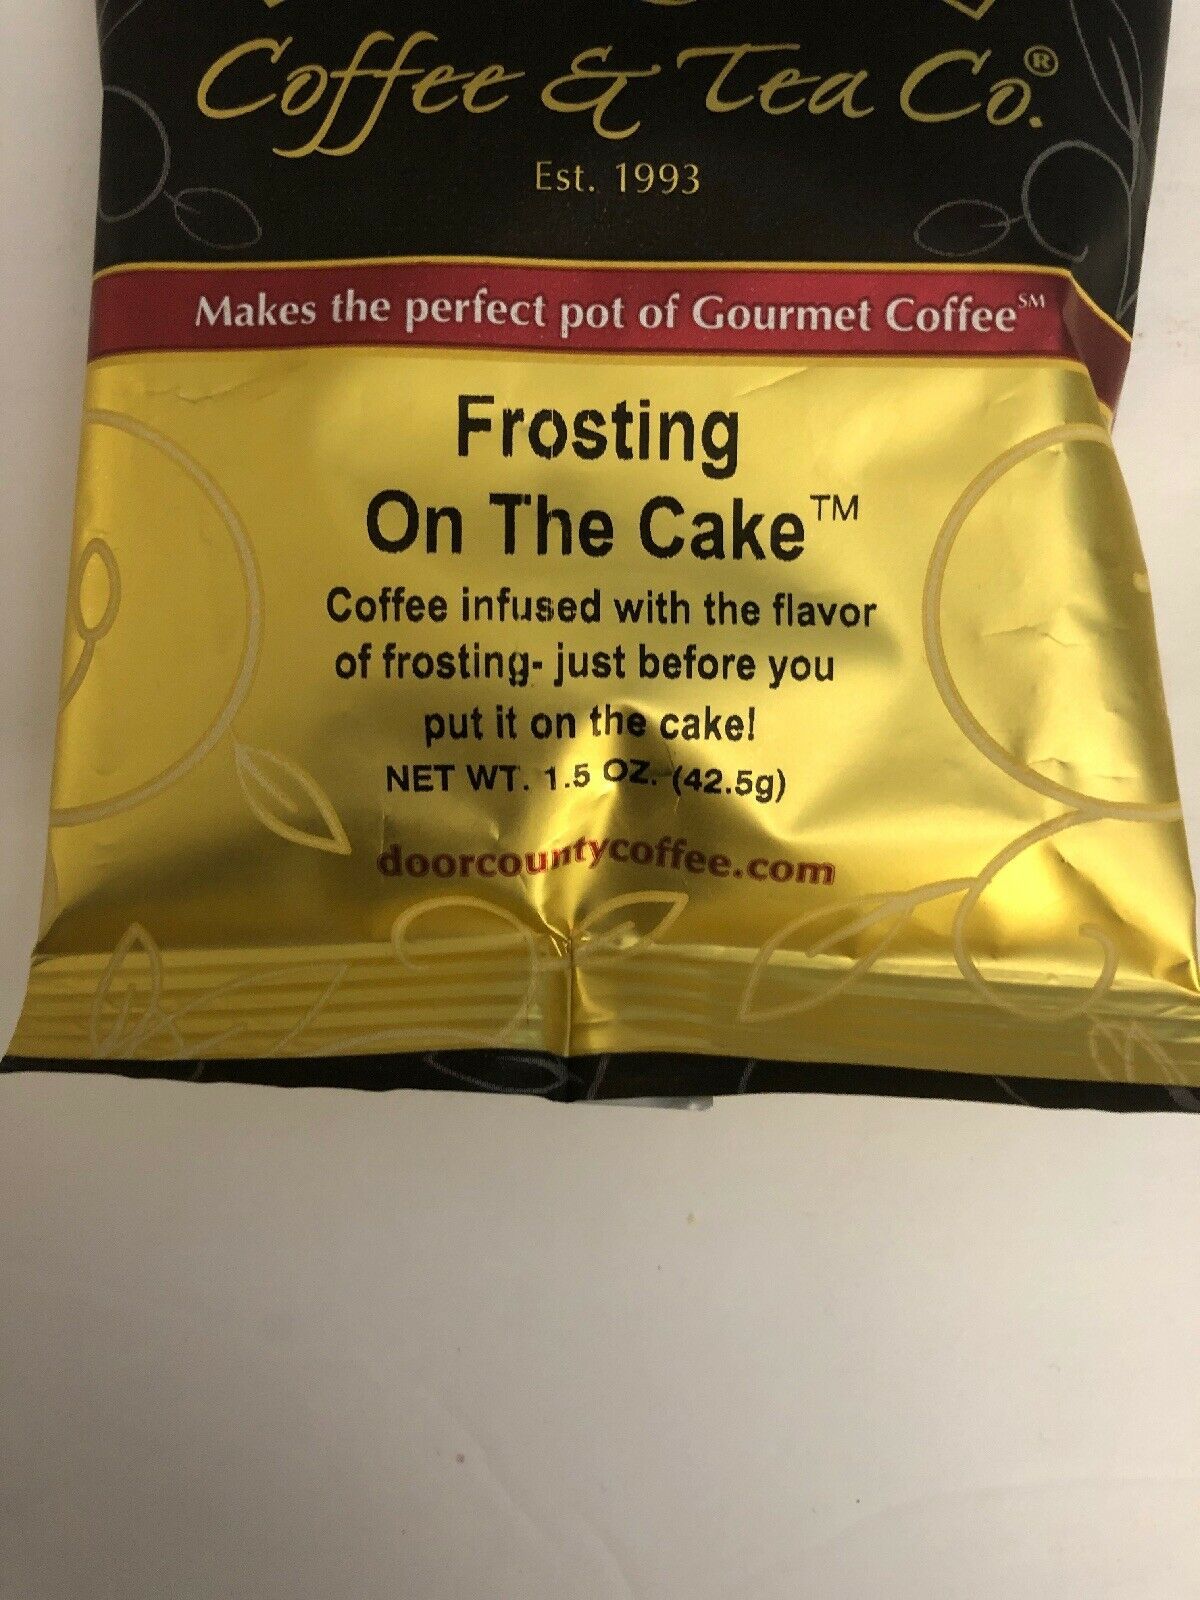 Coffee & Tea Co.®
Est. 1993
Makes the perfect pot of Gourmet Coffee℠
Frosting
On The Cake™
Coffee infused with the flavor
of frosting- just before you
put it on the cake!
NET WT. 1.5 OZ. (42.5g)
doorcountycoffee.com